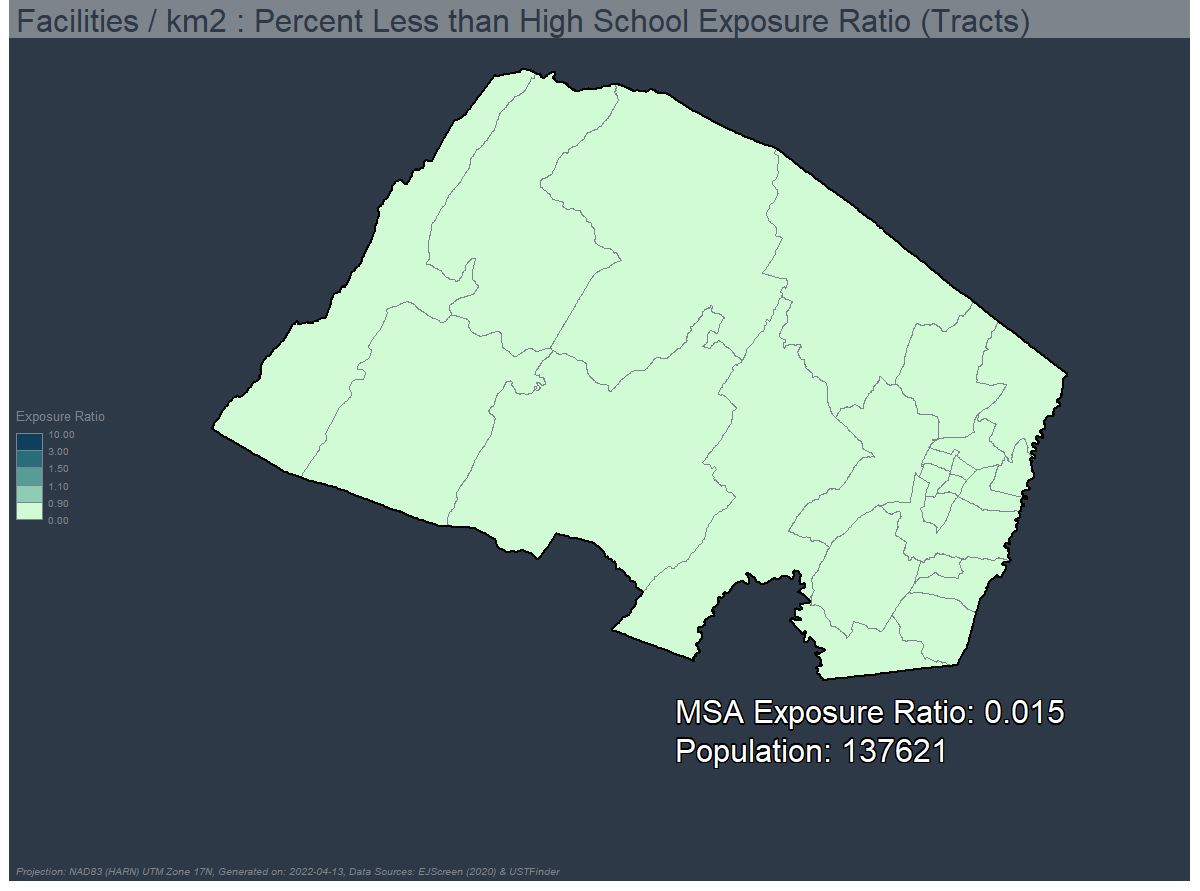 Facilities / km2 : Percent Less than High School Exposure Ratio (Tracts)
Exposure Ratio
10.00
3.00
1.50
1.10
0.90
0.00
MSA Exposure Ratio: 0.015
Population: 137621
Projection: NAD83 (HARN) UTM Zone 17N, Generated on: 2022-04-13, Data Sources: EJScreen (2020) & USTFinder